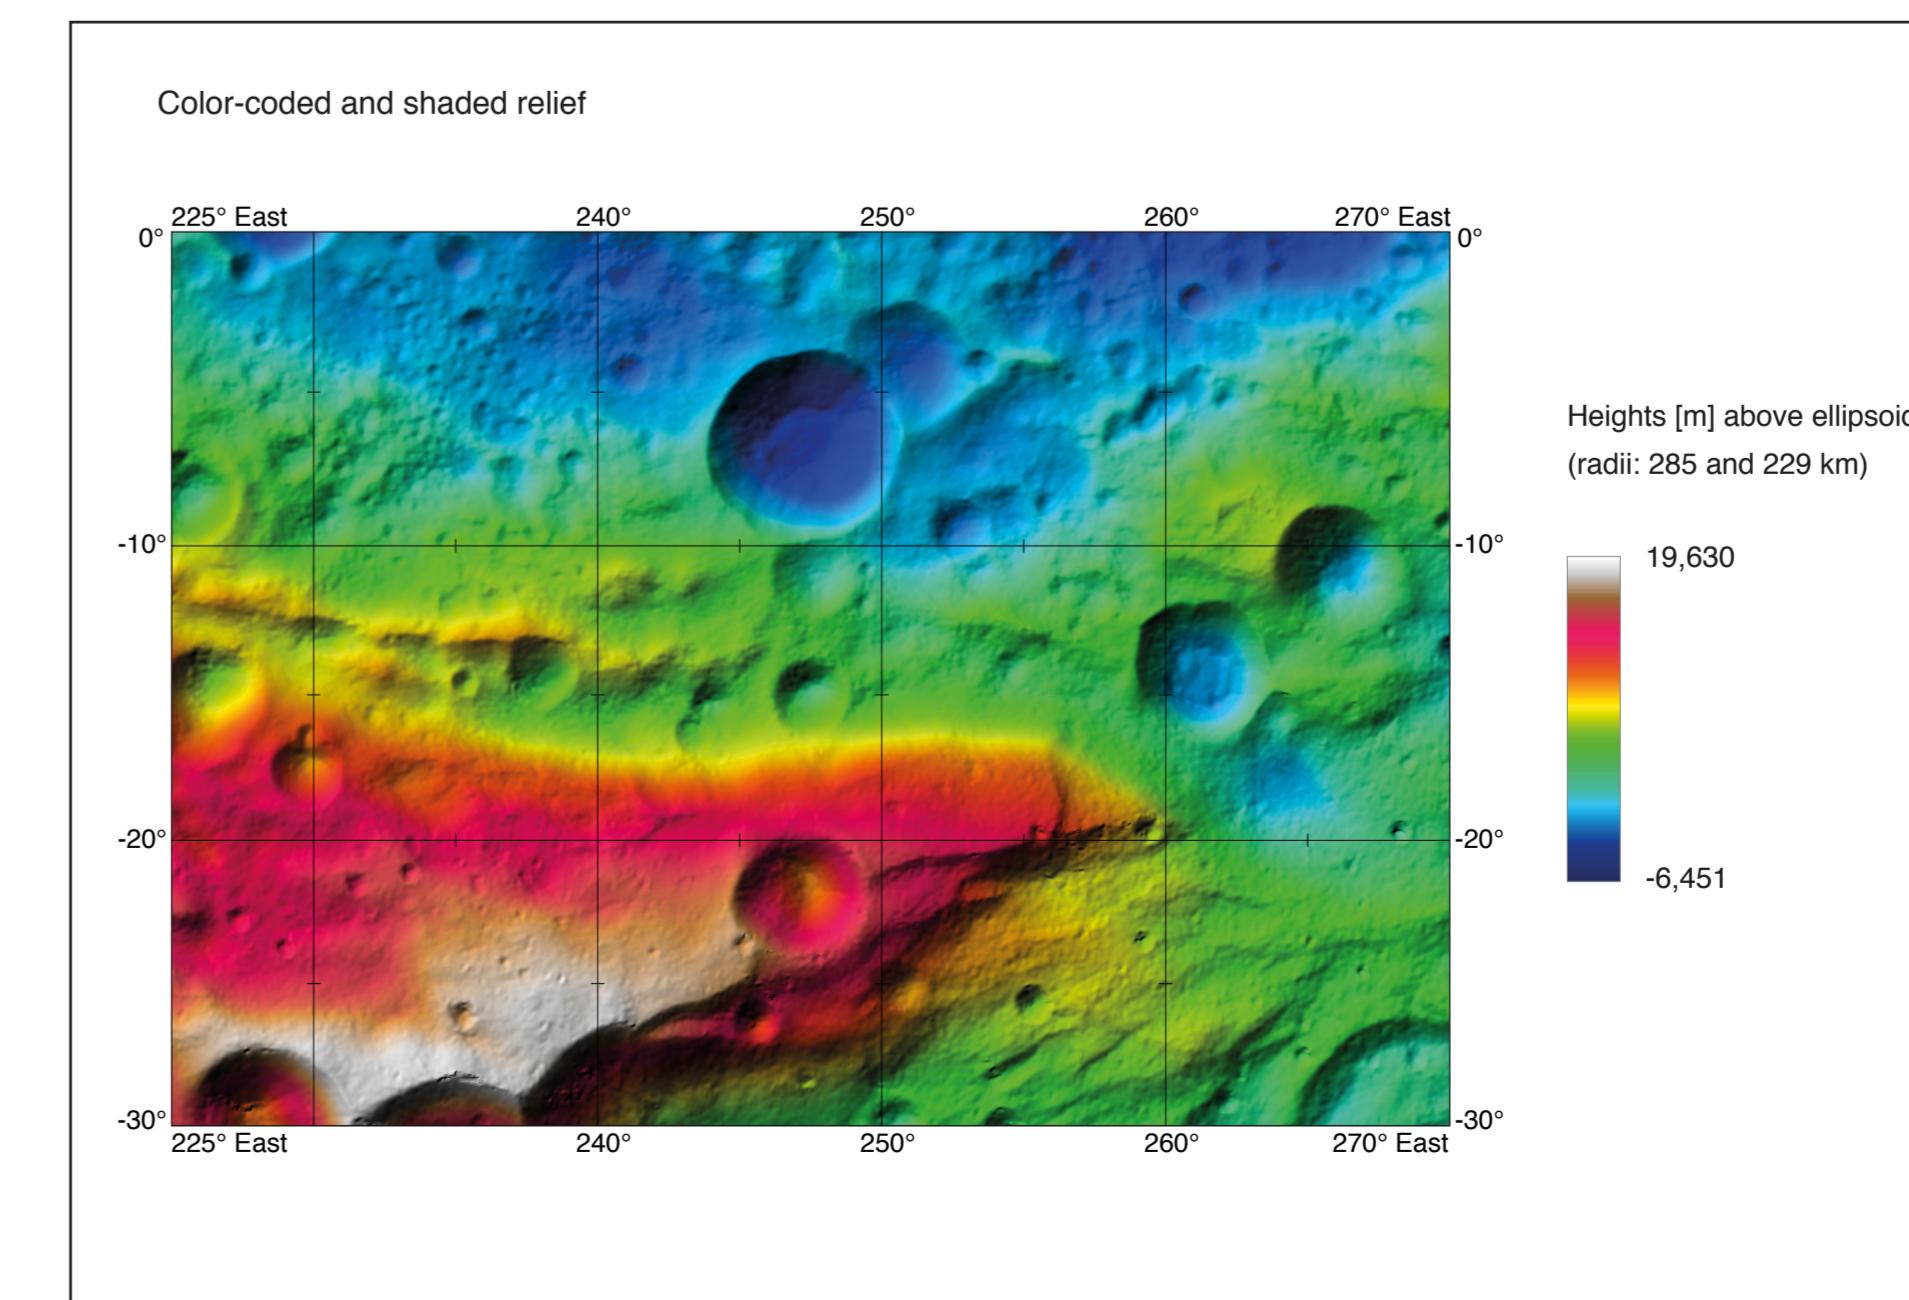 Color-coded and shaded relief
225° East 240° 250° 260° 270° East
0° 0°
Heights [m] above ellipsoid
(radii: 285 and 229 km)
-10° -10°
19,630
-20° -20°
-6,451
-30° -30°
225° East 240° 250° 260° 270° East